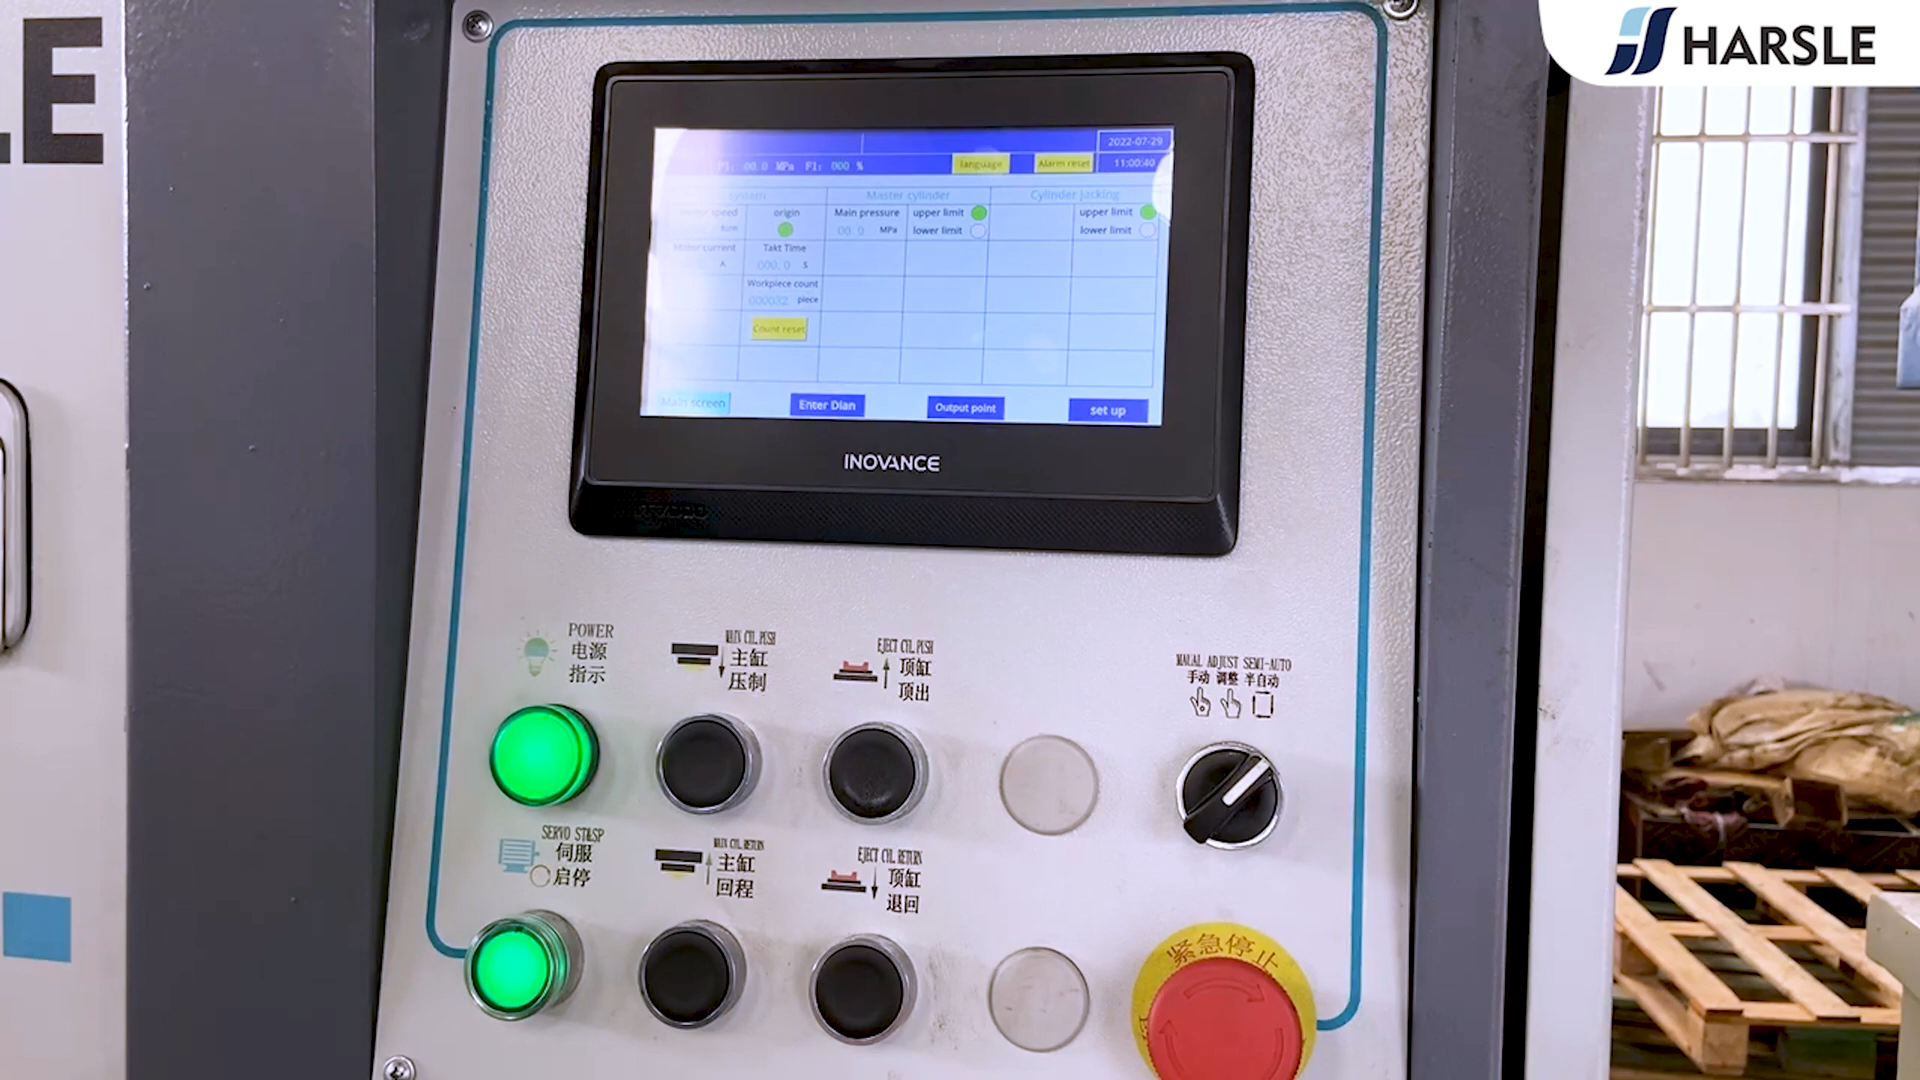 LE
HARSLE
2022-07-29
P1: 00.0 MPa F1: 000 %
language
Alarm reset
11:00:40
system
Master cylinder
Cylinder jacking
speed
origin
Main pressure
upper limit
upper limit
turn
00.0 MPa
lower limit
lower limit
Motor current
Takt Time
A
000.0 S
Workpiece count
000032 piece
Count reset
Main screen
Enter Dian
Output point
set up
INOVANCE
POWER
电源
指示
MAIN CYL PUSH
主缸
压制
EJECT CYL PUSH
顶缸
顶出
MAUAL ADJUST SEMI-AUTO
手动 调整 半自动
SERVO ST&SP
伺服
启停
MAIN CYL RETURN
主缸
回程
EJECT CYL RETURN
顶缸
退回
紧急停止